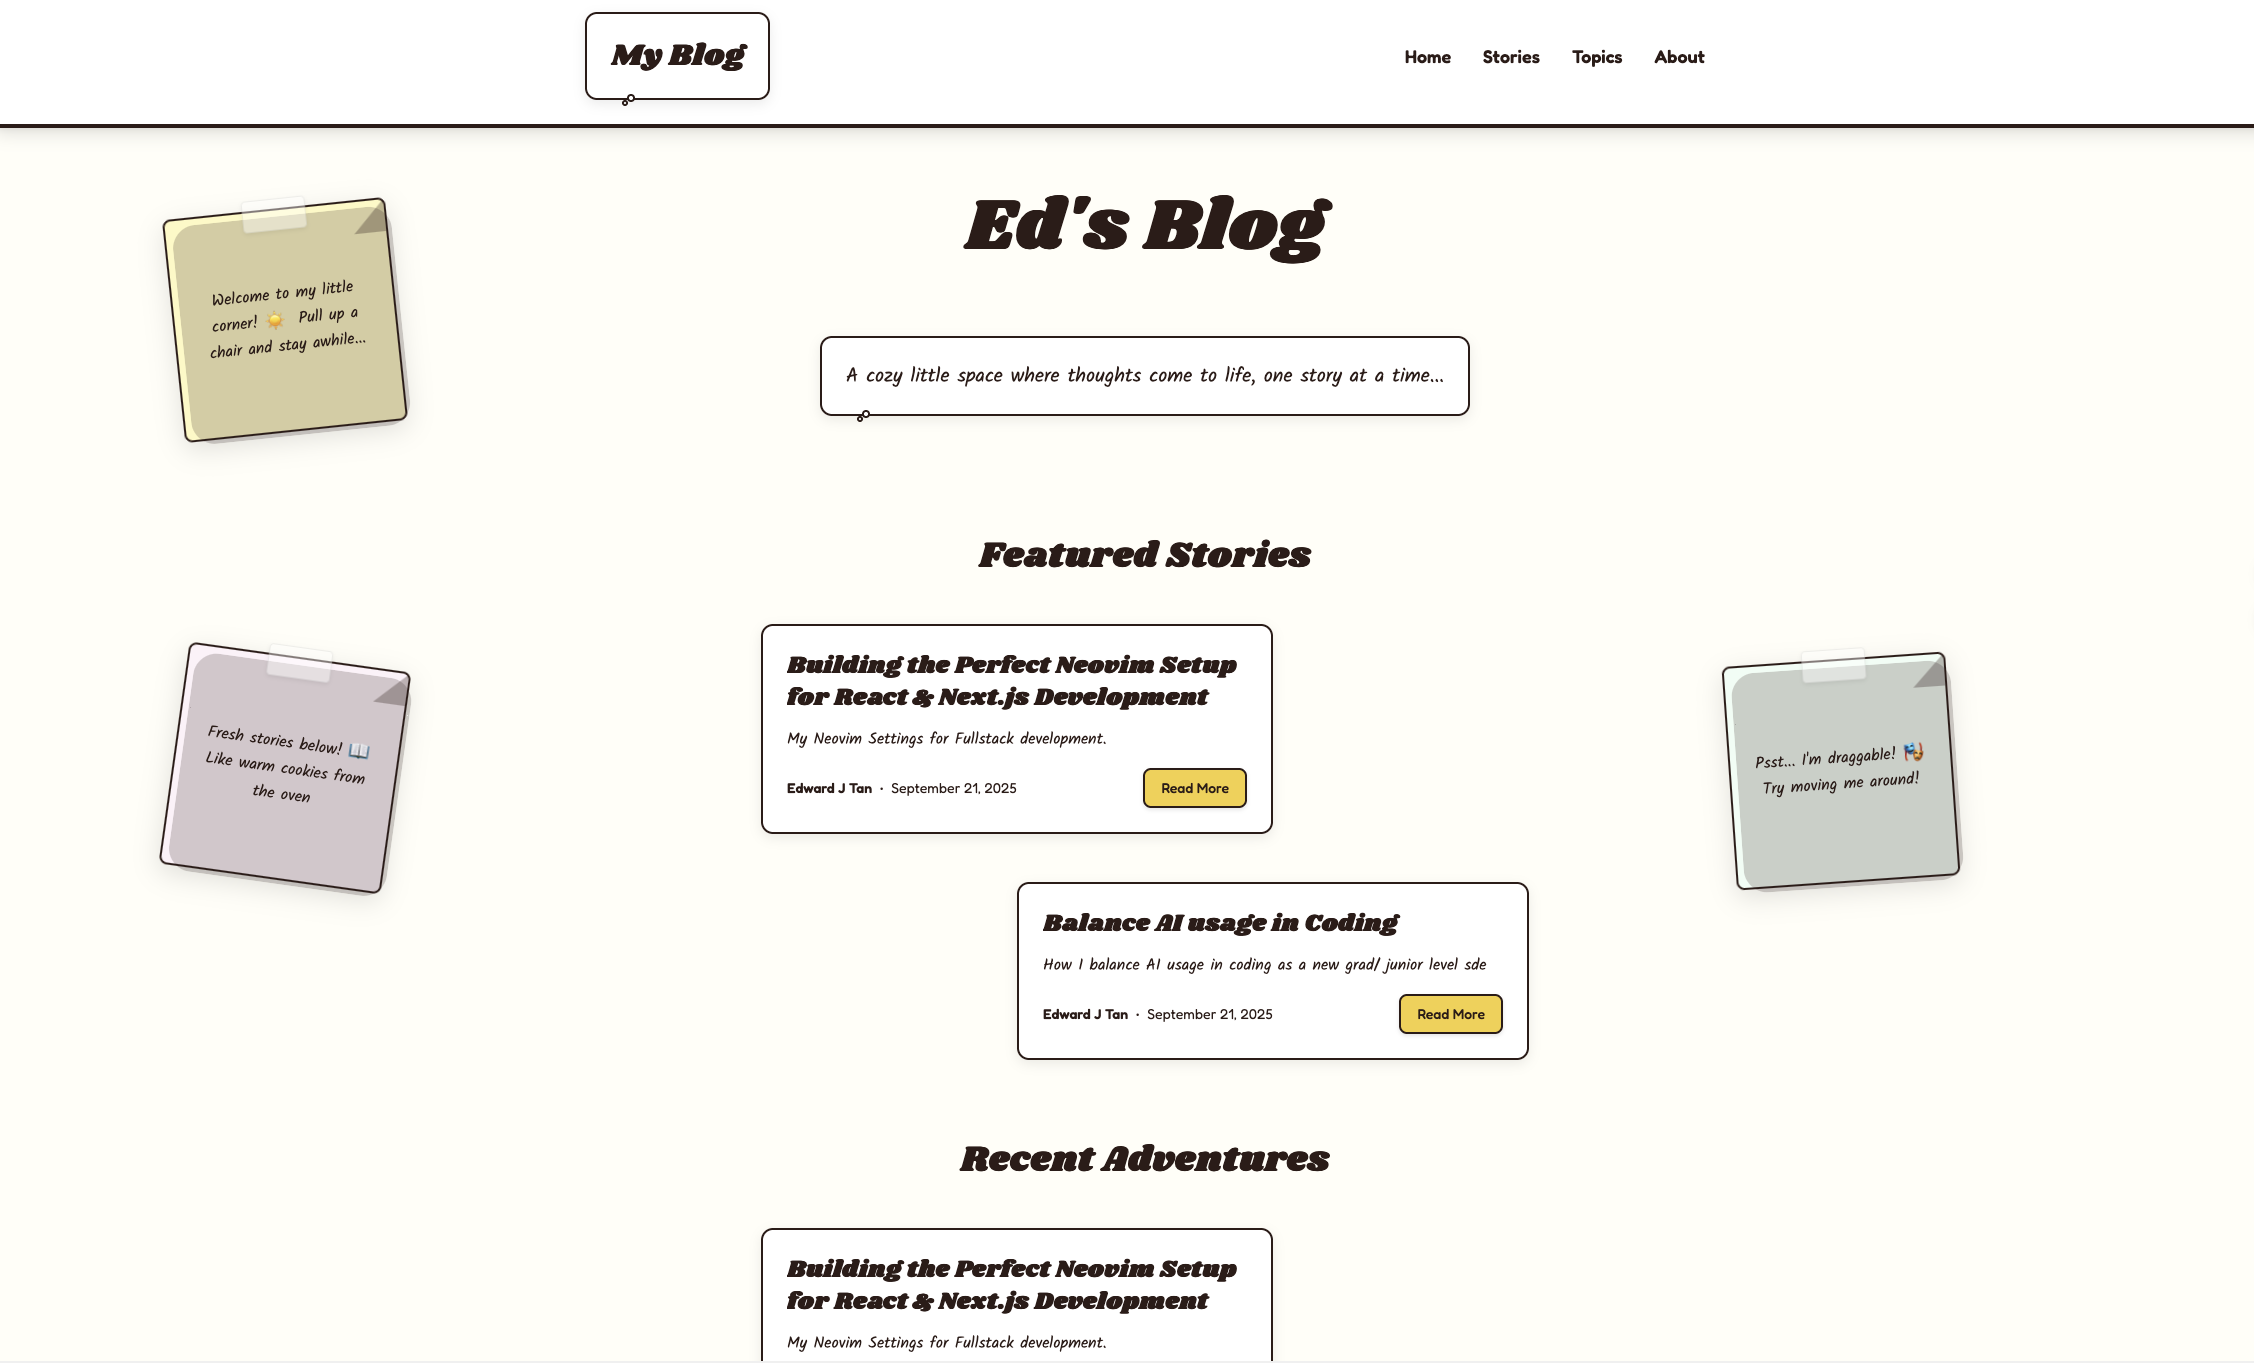 My Blog
Home Stories Topics About
Ed's Blog
Welcome to my little
corner! ☀️ Pull up a
chair and stay awhile...
A cozy little space where thoughts come to life, one story at a time...
Featured Stories
Fresh stories below! 📖
Like warm cookies from
the oven
Building the Perfect Neovim Setup
for React & Next.js Development
My Neovim Settings for Fullstack development.
Edward J Tan • September 21, 2025
Read More
Psst... I'm draggable! 🎭
Try moving me around!
Balance AI usage in Coding
How I balance AI usage in coding as a new grad/ junior level sde
Edward J Tan • September 21, 2025
Read More
Recent Adventures
Building the Perfect Neovim Setup
for React & Next.js Development
My Neovim Settings for Fullstack development.